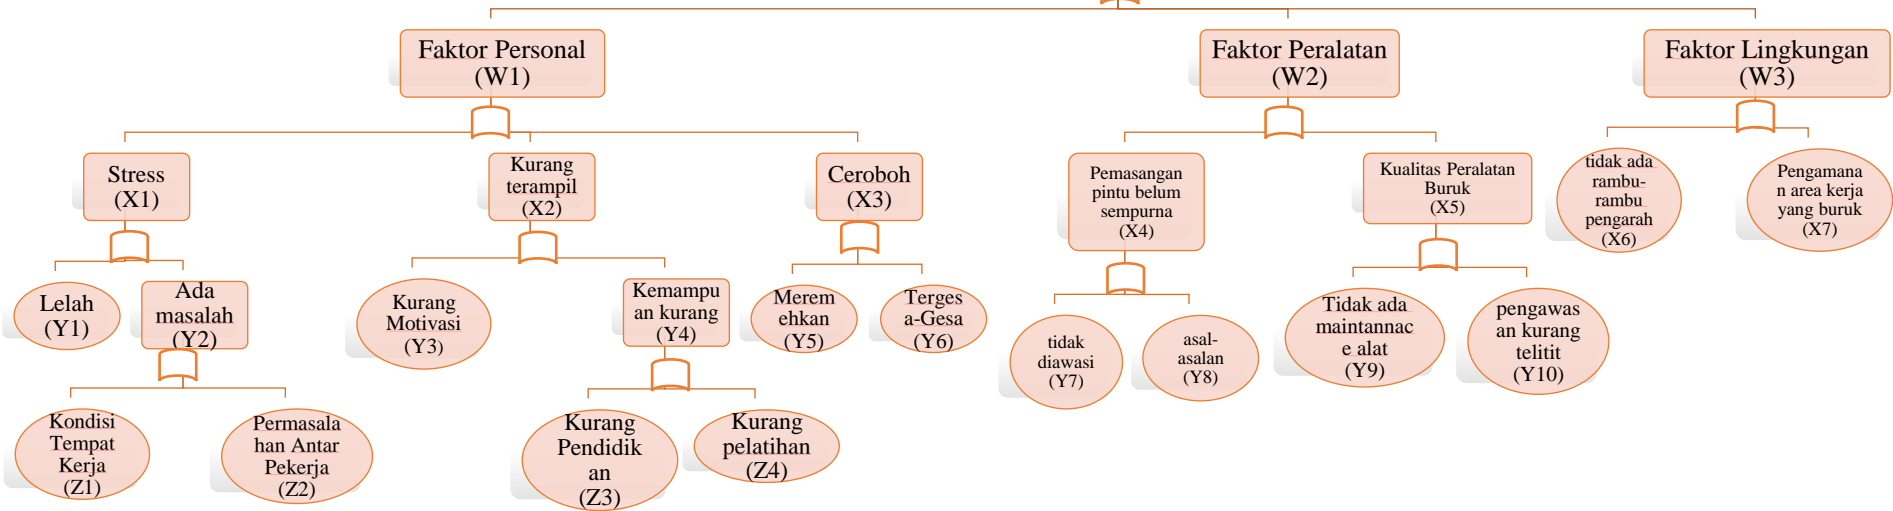 Faktor Personal
(W1)
Faktor Peralatan
(W2)
Faktor Lingkungan
(W3)
Stress
(X1)
Kurang
terampil
(X2)
Ceroboh
(X3)
Pemasangan
pintu belum
sempurna
(X4)
Kualitas Peralatan
Buruk
(X5)
tidak ada
rambu-
rambu
pengarah
(X6)
Pengamana
n area kerja
yang buruk
(X7)
Lelah
(Y1)
Ada
masalah
(Y2)
Kurang
Motivasi
(Y3)
Kemampu
an kurang
(Y4)
Merem
ehkan
(Y5)
Terges
a-Gesa
(Y6)
tidak
diawasi
(Y7)
asal-
asalan
(Y8)
Tidak ada
maintannac
e alat
(Y9)
pengawas
an kurang
telitit
(Y10)
Kondisi
Tempat
Kerja
(Z1)
Permasala
han Antar
Pekerja
(Z2)
Kurang
Pendidik
an
(Z3)
Kurang
pelatihan
(Z4)